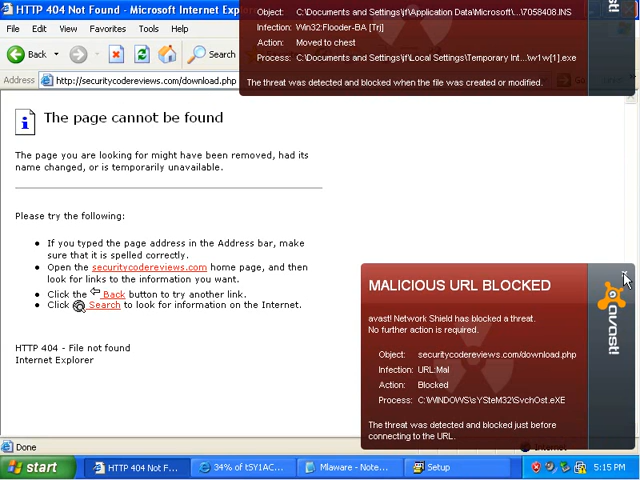 HTTP 404 Not Found - Microsoft Internet Exp
File Edit View Favorites Tools Help
Back Search
Address http://securitycodereviews.com/download.php
Object: C:\Documents and Settings\jf\Application Data\Microsoft\...\7058408.INS
Infection: Win32:Flooder-BA [Trj]
Action: Moved to chest
Process: C:\Documents and Settings\jf\Local Settings\Temporary Int...\w1w[1].exe
The threat was detected and blocked when the file was created or modified.
The page cannot be found
The page you are looking for might have been removed, had its
name changed, or is temporarily unavailable.
Please try the following:
If you typed the page address in the Address bar, make
sure that it is spelled correctly.
Open the securitycodereviews.com home page, and then
look for links to the information you want.
Click the Back button to try another link.
Click Search to look for information on the Internet.
HTTP 404 - File not found
Internet Explorer
MALICIOUS URL BLOCKED
avast! Network Shield has blocked a threat.
No further action is required.
Object: securitycodereviews.com/download.php
Infection: URL:Mal
Action: Blocked
Process: C:\WINDOWS\sYSteM32\SvchOst.eXE
The threat was detected and blocked just before
connecting to the URL.
avast!
Done Internet
start HTTP 404 Not F... 34% of tSY1AC... Mlaware - Note... Setup 5:15 PM